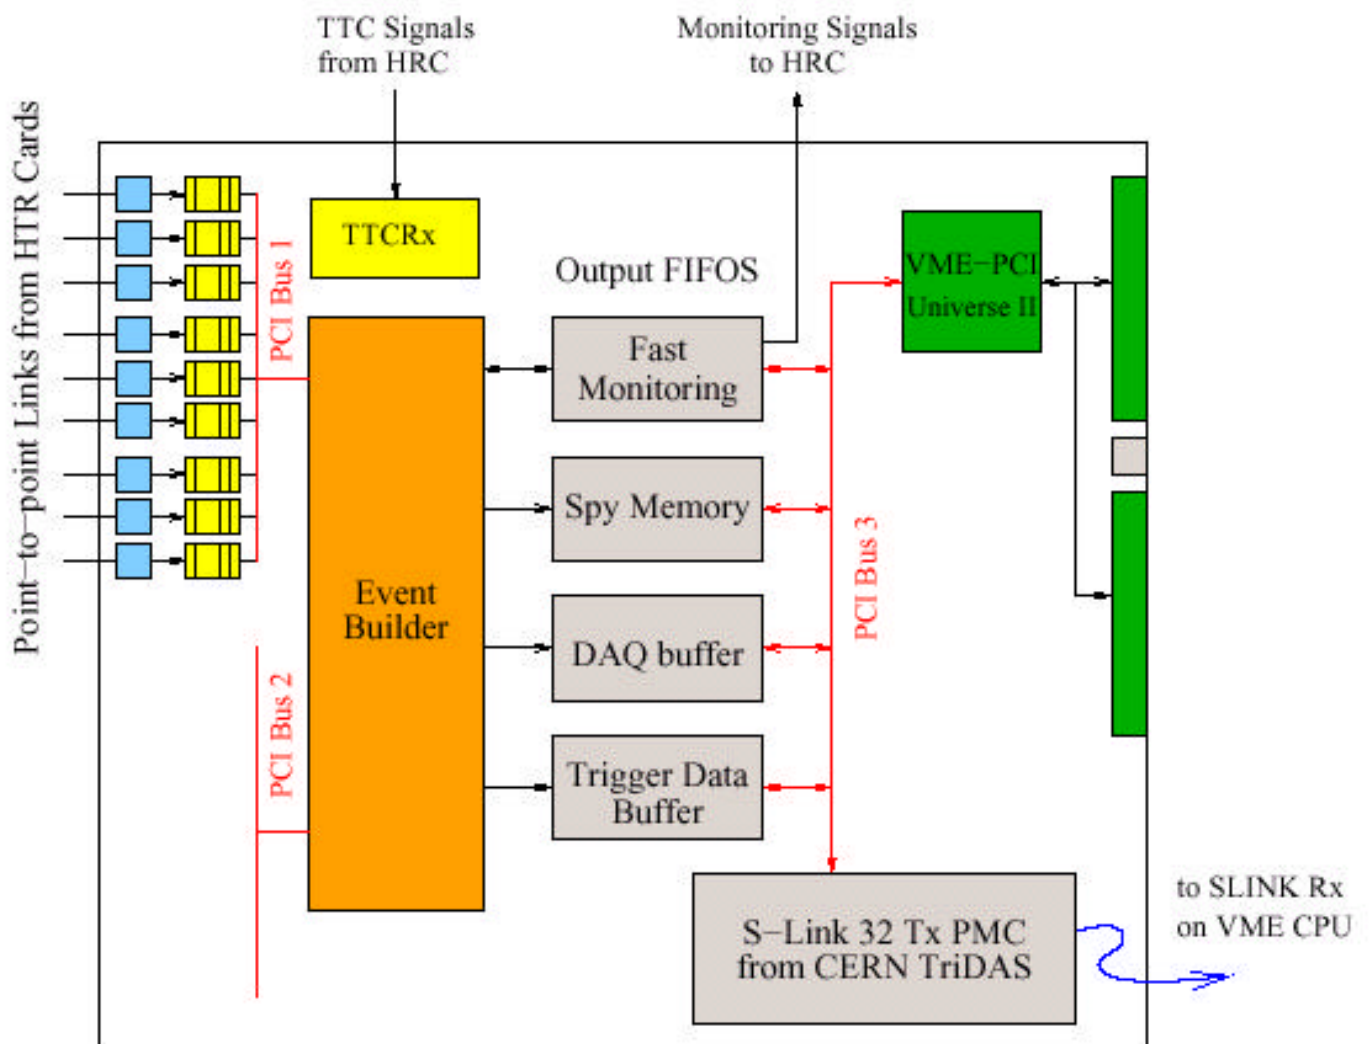 TTC Signals
from HRC
Monitoring Signals
to HRC
Point−to−point Links from HTR Cards
PCI Bus 1
TTCRx
Output FIFOS
VME−PCI
Universe II
Fast
Monitoring
Spy Memory
PCI Bus 3
Event
Builder
DAQ buffer
PCI Bus 2
Trigger Data
Buffer
S−Link 32 Tx PMC
from CERN TriDAS
to SLINK Rx
on VME CPU